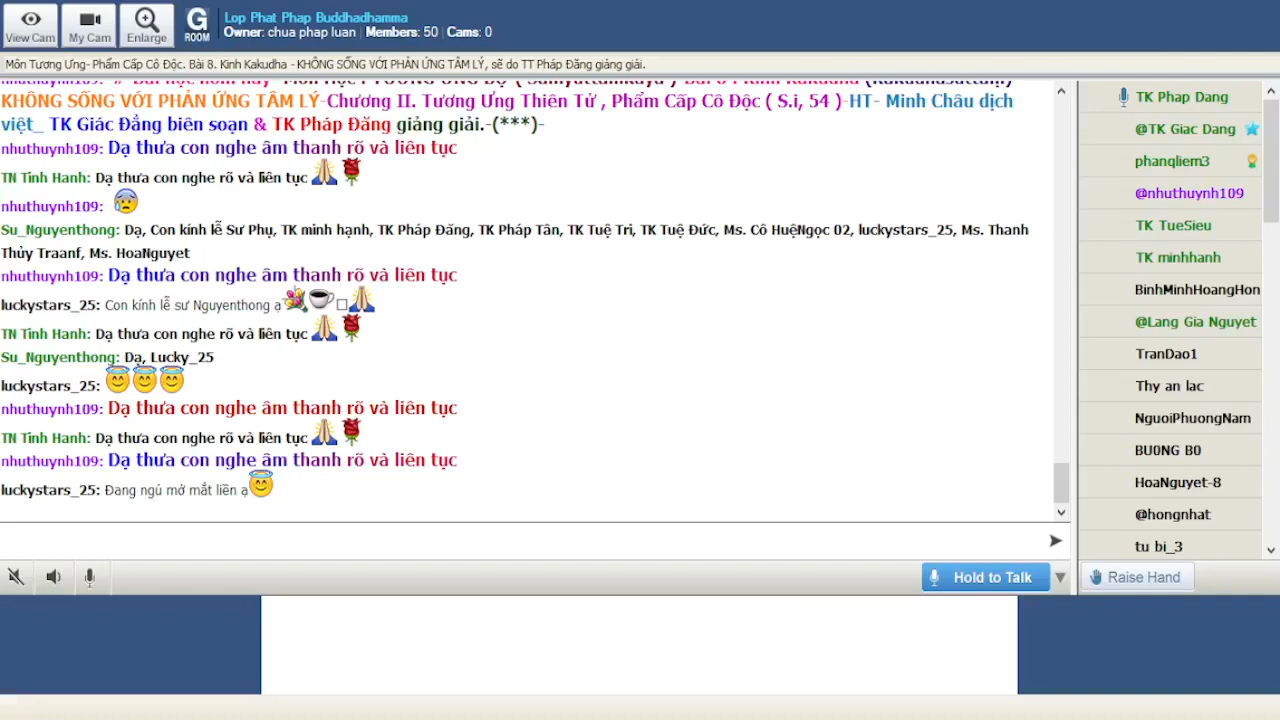 View Cam
My Cam
Enlarge
G
ROOM
Lop Phat Phap Buddhadhamma
Owner: chua phap luan | Members: 50 | Cams: 0
Môn Tương Ưng- Phẩm Cấp Cô Độc. Bài 8. Kinh Kakudha - KHÔNG SỐNG VỚI PHẢN ỨNG TÂM LÝ, sẽ do TT Pháp Đăng giảng giải.
KHÔNG SỐNG VỚI PHẢN ỨNG TÂM LÝ-Chương II. Tương Ưng Thiên Tử , Phẩm Cấp Cô Độc ( S.i, 54 )-HT- Minh Châu dịch
việt_ TK Giác Đẳng biên soạn & TK Pháp Đăng giảng giải.-(***)-
nhuthuynh109: Dạ thưa con nghe âm thanh rõ và liên tục
TN Tinh Hanh: Dạ thưa con nghe rõ và liên tục
nhuthuynh109:
Su_Nguyenthong: Dạ, Con kính lễ Sư Phụ, TK minh hạnh, TK Pháp Đăng, TK Pháp Tân, TK Tuệ Trí, TK Tuệ Đức, Ms. Cô HuệNgọc 02, luckystars_25, Ms. Thanh
Thủy Traanf, Ms. HoaNguyet
nhuthuynh109: Dạ thưa con nghe âm thanh rõ và liên tục
luckystars_25: Con kính lễ sư Nguyenthong ạ
TN Tinh Hanh: Dạ thưa con nghe rõ và liên tục
Su_Nguyenthong: Dạ, Lucky_25
luckystars_25:
nhuthuynh109: Dạ thưa con nghe âm thanh rõ và liên tục
TN Tinh Hanh: Dạ thưa con nghe rõ và liên tục
nhuthuynh109: Dạ thưa con nghe âm thanh rõ và liên tục
luckystars_25: Đang ngủ mở mắt liền ạ
Hold to Talk
TK Phap Dang
@TK Giac Dang
phanqliem3
@nhuthuynh109
TK TueSieu
TK minhhanh
BinhMinhHoangHon
@Lang Gia Nguyet
TranDao1
Thy an lac
NguoiPhuongNam
BU0NG B0
HoaNguyet-8
@hongnhat
tu bi_3
Raise Hand